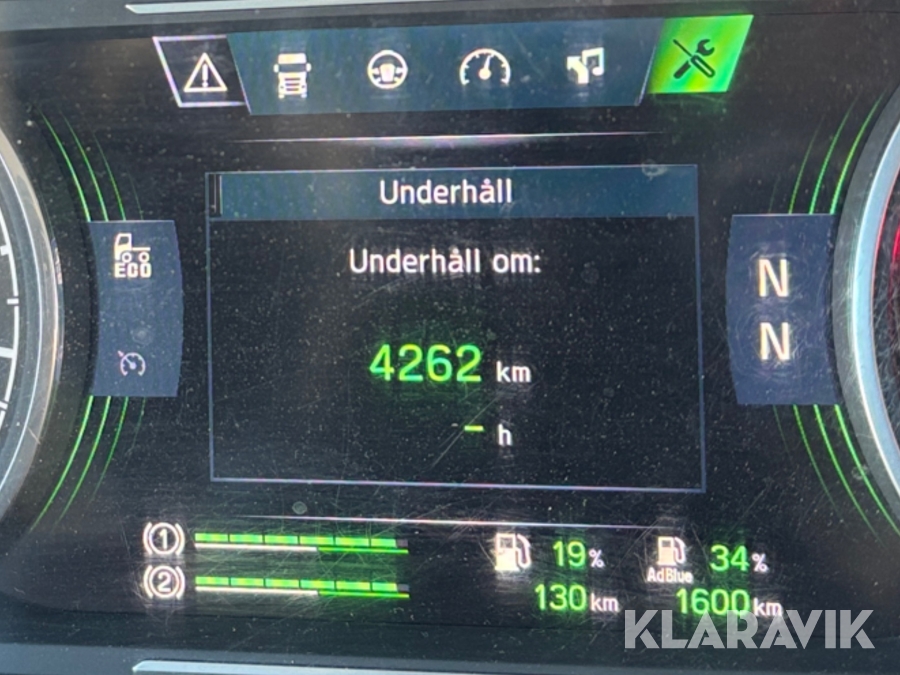 Underhåll
Underhåll om:
4262 km
- h
ECO
N
N
(1)
(2)
19 %
130 km
AdBlue
34 %
1600 km
KLARAVIK